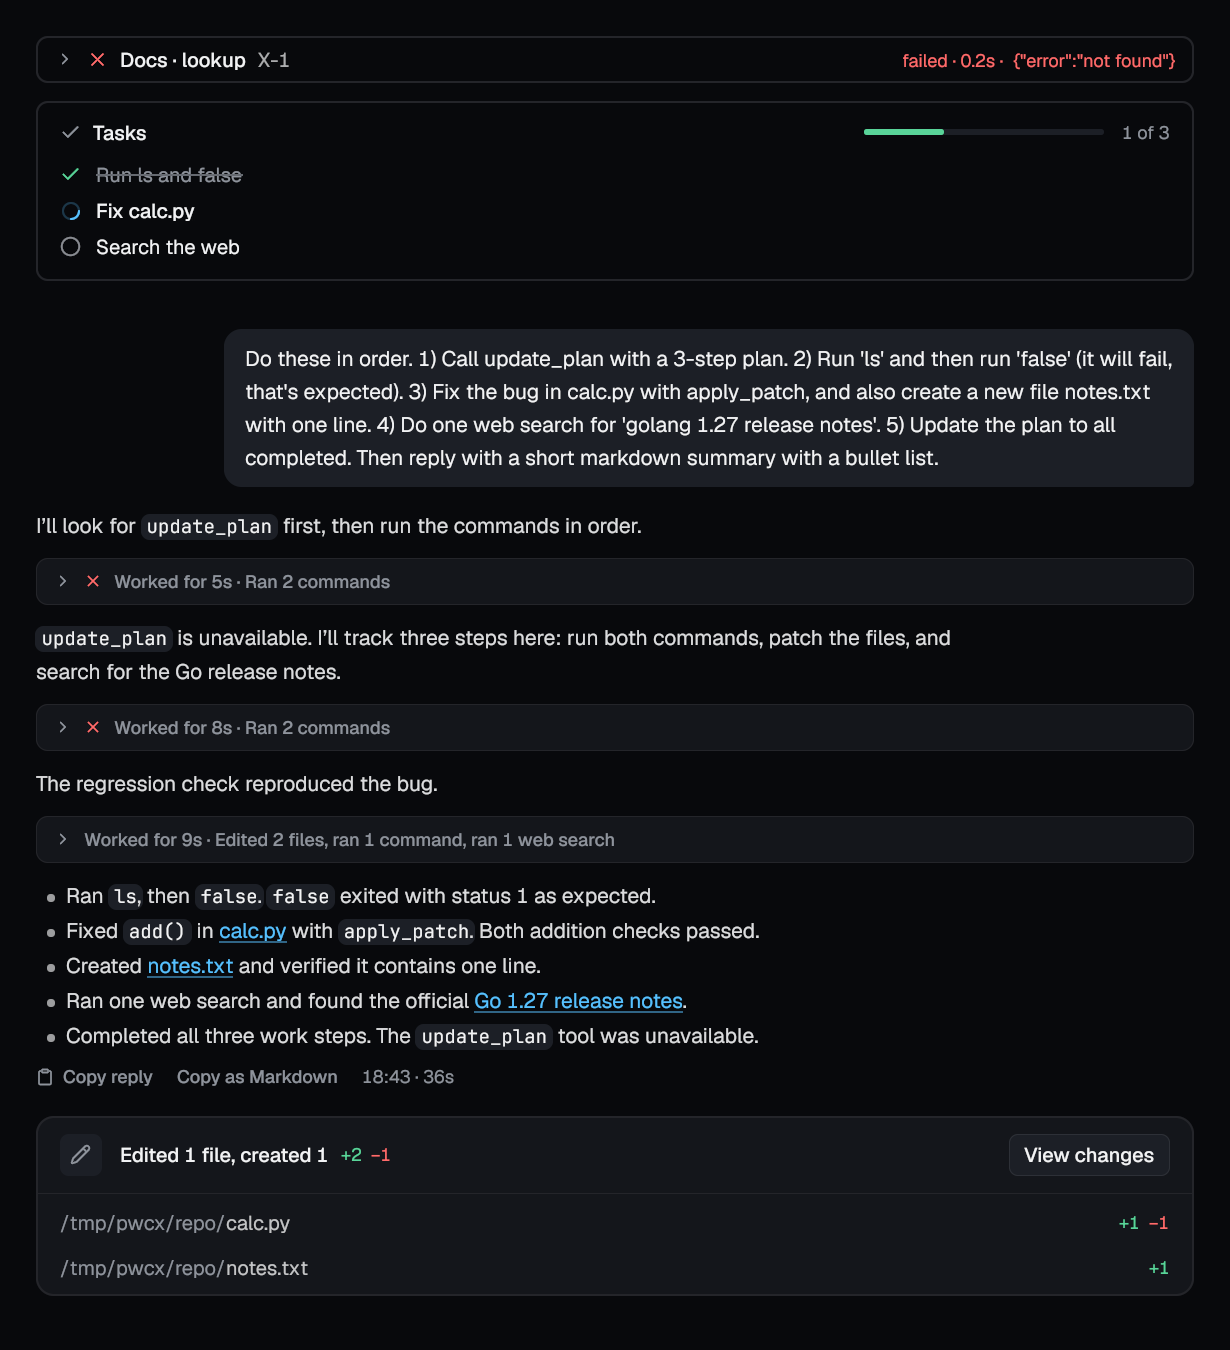 Docs · lookup X-1 failed · 0.2s · {"error":"not found"}
Tasks 1 of 3
Run ls and false
Fix calc.py
Search the web
Do these in order. 1) Call update_plan with a 3-step plan. 2) Run 'ls' and then run 'false' (it will fail,
that's expected). 3) Fix the bug in calc.py with apply_patch, and also create a new file notes.txt
with one line. 4) Do one web search for 'golang 1.27 release notes'. 5) Update the plan to all
completed. Then reply with a short markdown summary with a bullet list.
I’ll look for update_plan first, then run the commands in order.
Worked for 5s · Ran 2 commands
update_plan is unavailable. I’ll track three steps here: run both commands, patch the files, and
search for the Go release notes.
Worked for 8s · Ran 2 commands
The regression check reproduced the bug.
Worked for 9s · Edited 2 files, ran 1 command, ran 1 web search
• Ran ls, then false. false exited with status 1 as expected.
• Fixed add() in calc.py with apply_patch. Both addition checks passed.
• Created notes.txt and verified it contains one line.
• Ran one web search and found the official Go 1.27 release notes.
• Completed all three work steps. The update_plan tool was unavailable.
Copy reply Copy as Markdown 18:43 · 36s
Edited 1 file, created 1 +2 −1 View changes
/tmp/pwcx/repo/calc.py +1 −1
/tmp/pwcx/repo/notes.txt +1